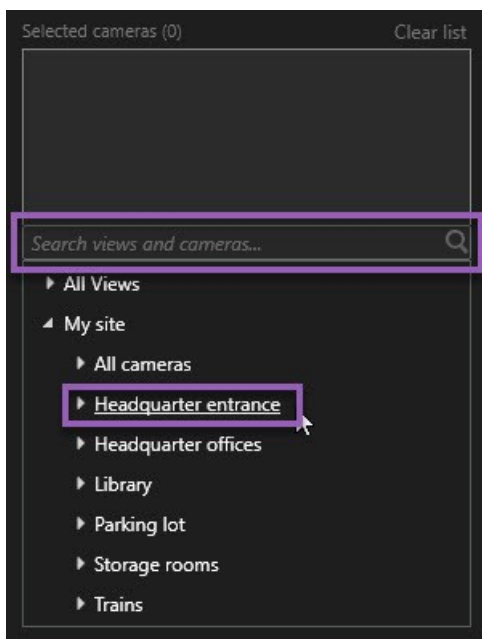 Selected cameras (0) Clear list
Search views and cameras...
All Views
My site
All cameras
Headquarter entrance
Headquarter offices
Library
Parking lot
Storage rooms
Trains